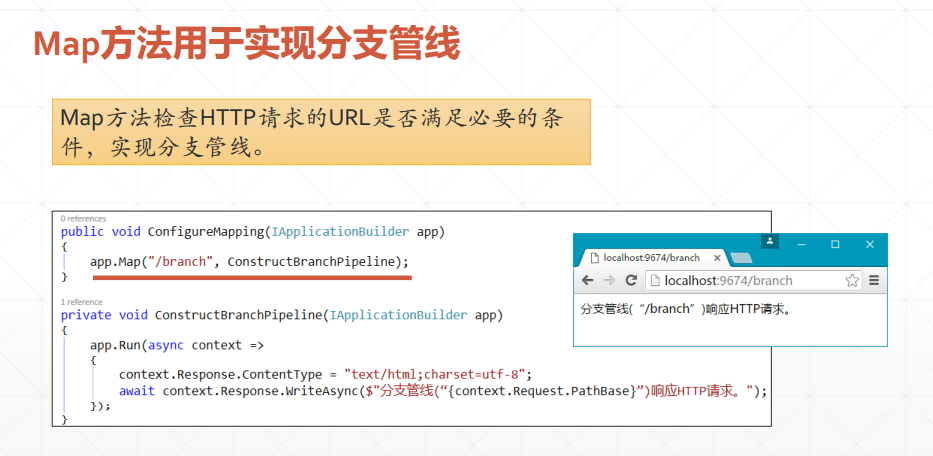 Map方法用于实现分支管线
Map方法检查HTTP请求的URL是否满足必要的条
件，实现分支管线。
0 references
public void ConfigureMapping(IApplicationBuilder app)
{
    app.Map("/branch", ConstructBranchPipeline);
}
1 reference
private void ConstructBranchPipeline(IApplicationBuilder app)
{
    app.Run(async context =>
    {
        context.Response.ContentType = "text/html;charset=utf-8";
        await context.Response.WriteAsync($"分支管线(“{context.Request.PathBase}”)响应HTTP请求。");
    });
}
localhost:9674/branch
localhost:9674/branch
分支管线(“/branch”)响应HTTP请求。